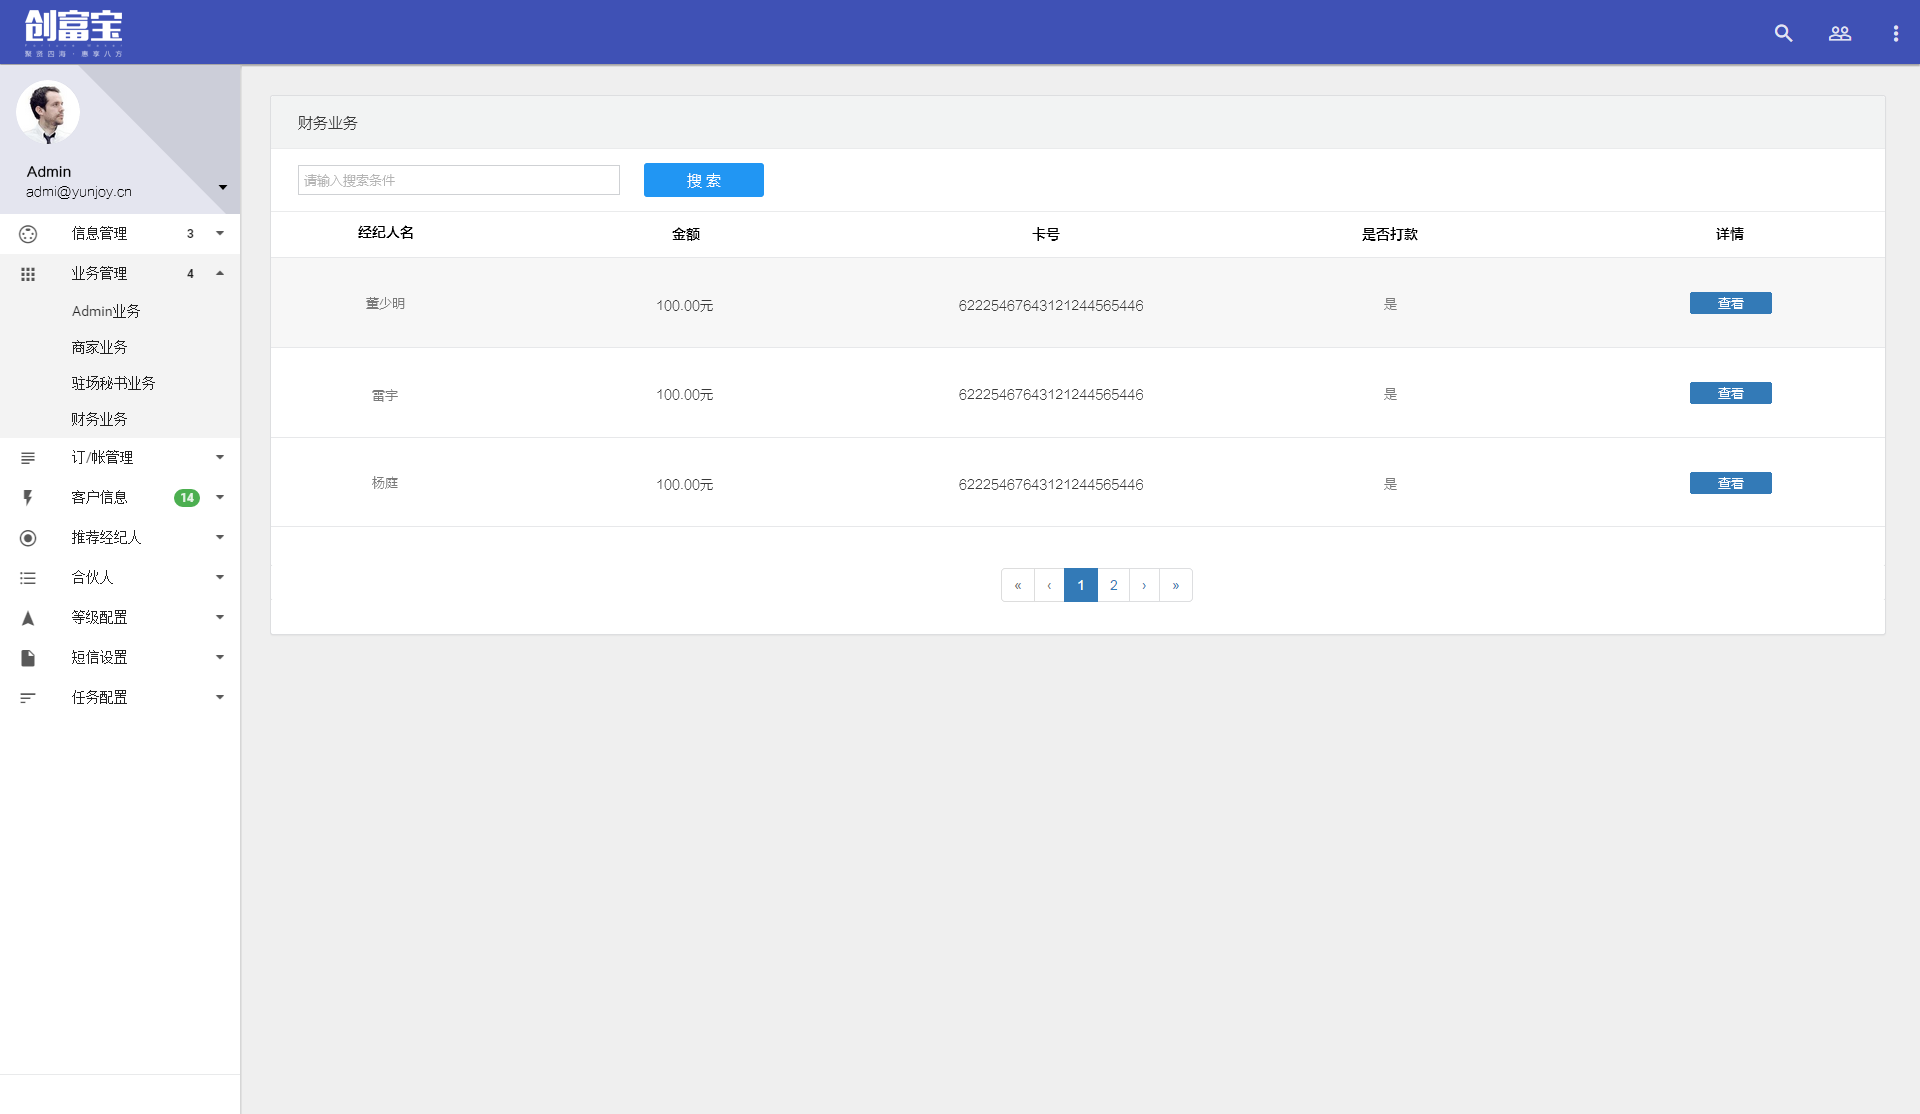 创富宝
聚贤四海·惠享八方
Admin
admi@yunjoy.cn
信息管理 3
业务管理 4
Admin业务
商家业务
驻场秘书业务
财务业务
订/帐管理
客户信息 14
推荐经纪人
合伙人
等级配置
短信设置
任务配置
财务业务
请输入搜索条件 搜 索
经纪人名 金额 卡号 是否打款 详情
董少明 100.00元 62225467643121244565446 是 查看
雷宇 100.00元 62225467643121244565446 是 查看
杨庭 100.00元 62225467643121244565446 是 查看
« ‹ 1 2 › »